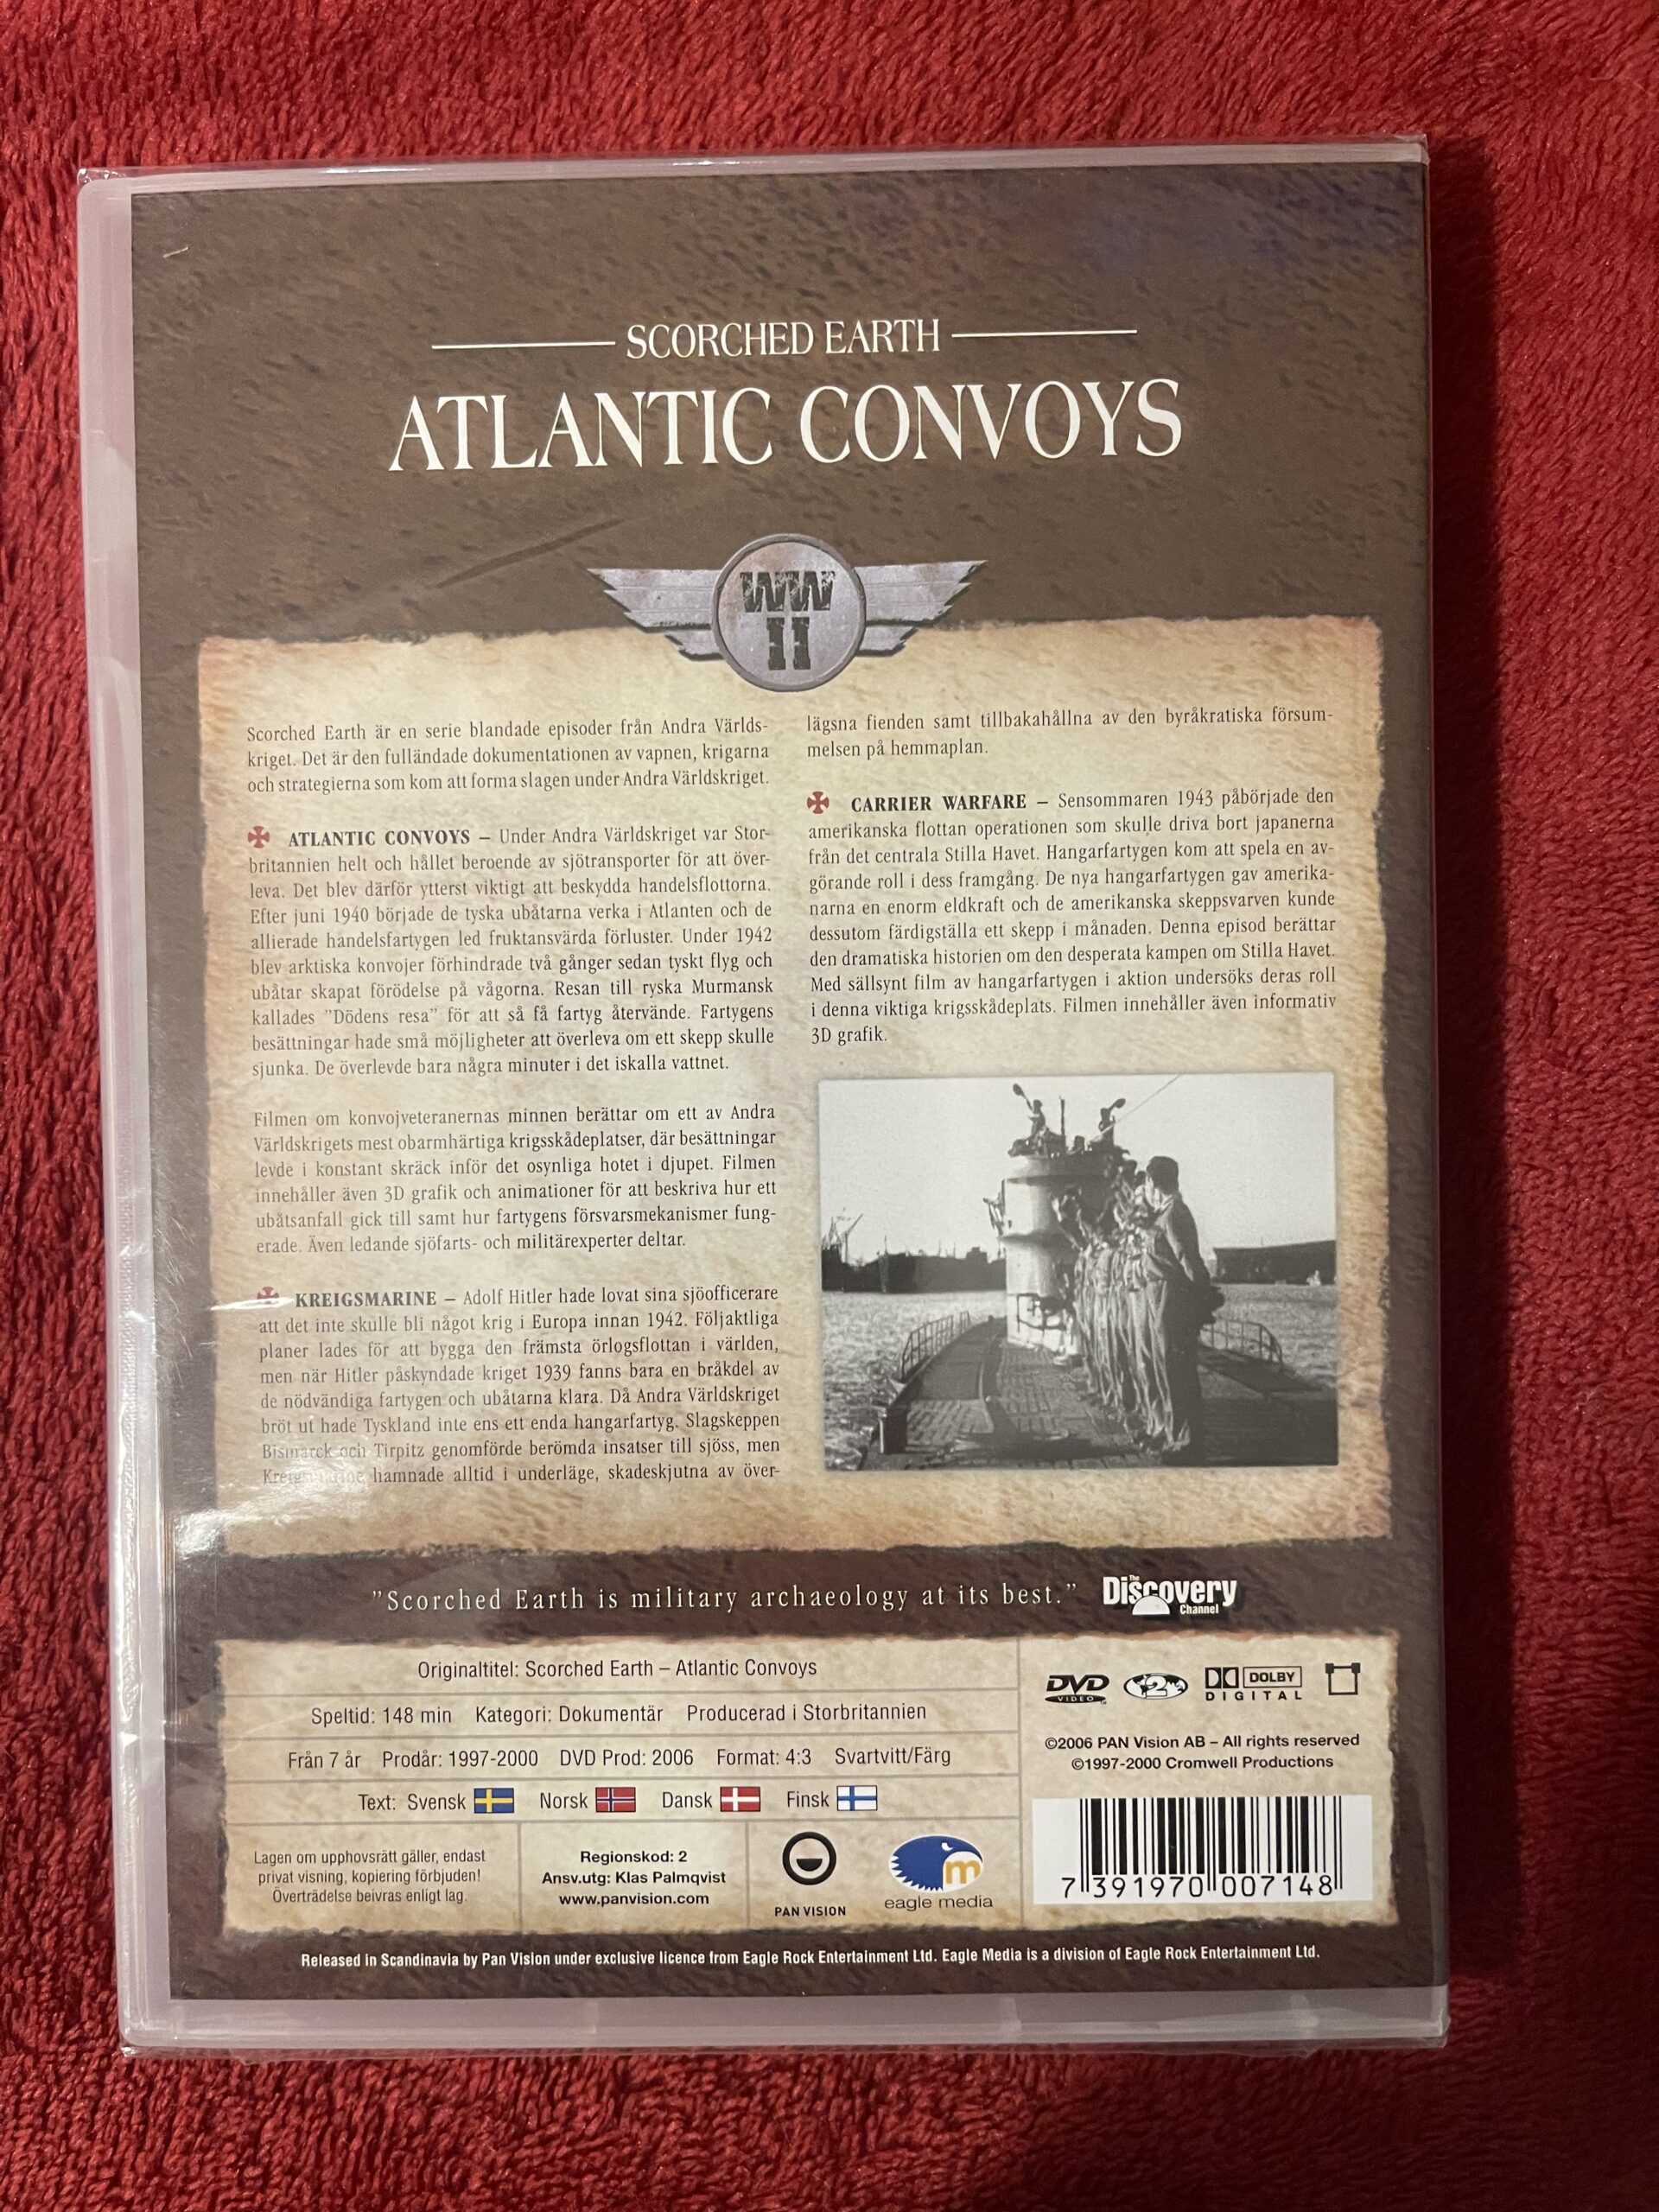 SCORCHED EARTH
ATLANTIC CONVOYS
WW
II
Scorched Earth är en serie blandade episoder från Andra Världs-
kriget. Det är den fulländade dokumentationen av vapnen, krigarna
och strategierna som kom att forma slagen under Andra Världskriget.
ATLANTIC CONVOYS – Under Andra Världskriget var Stor-
britannien helt och hållet beroende av sjötransporter för att över-
leva. Det blev därför ytterst viktigt att beskydda handelsflottorna.
Efter juni 1940 började de tyska ubåtarna verka i Atlanten och de
allierade handelsfartygen led fruktansvärda förluster. Under 1942
blev arktiska konvojer förhindrade två gånger sedan tyskt flyg och
ubåtar skapat förödelse på vågorna. Resan till ryska Murmansk
kallades "Dödens resa" för att så få fartyg återvände. Fartygens
besättningar hade små möjligheter att överleva om ett skepp skulle
sjunka. De överlevde bara några minuter i det iskalla vattnet.
Filmen om konvojveteranernas minnen berättar om ett av Andra
Världskrigets mest obarmhärtiga krigsskådeplatser, där besättningar
levde i konstant skräck inför det osynliga hotet i djupet. Filmen
innehåller även 3D grafik och animationer för att beskriva hur ett
ubåtsanfall gick till samt hur fartygens försvarsmekanismer fung-
erade. Även ledande sjöfarts- och militärexperter deltar.
KREIGSMARINE – Adolf Hitler hade lovat sina sjöofficerare
att det inte skulle bli något krig i Europa innan 1942. Följaktliga
planer lades för att bygga den främsta örlogsflottan i världen,
men när Hitler påskyndade kriget 1939 fanns bara en bråkdel av
de nödvändiga fartygen och ubåtarna klara. Då Andra Världskriget
bröt ut hade Tyskland inte ens ett enda hangarfartyg. Slagskeppen
Bismarck och Tirpitz genomförde berömda insatser till sjöss, men
Kreigsmarine hamnade alltid i underläge, skadeskjutna av över-
lägsna fienden samt tillbakahållna av den byråkratiska försum-
melsen på hemmaplan.
CARRIER WARFARE – Sensommaren 1943 påbörjade den
amerikanska flottan operationen som skulle driva bort japanerna
från det centrala Stilla Havet. Hangarfartygen kom att spela en av-
görande roll i dess framgång. De nya hangarfartygen gav amerika-
narna en enorm eldkraft och de amerikanska skeppsvarven kunde
dessutom färdigställa ett skepp i månaden. Denna episod berättar
den dramatiska historien om den desperata kampen om Stilla Havet.
Med sällsynt film av hangarfartygen i aktion undersöks deras roll
i denna viktiga krigsskådeplats. Filmen innehåller även informativ
3D grafik.
"Scorched Earth is military archaeology at its best." The Discovery Channel
Originaltitel: Scorched Earth – Atlantic Convoys
Speltid: 148 min Kategori: Dokumentär Producerad i Storbritannien
Från 7 år Prodår: 1997-2000 DVD Prod: 2006 Format: 4:3 Svartvitt/Färg
Text: Svensk Norsk Dansk Finsk
Lagen om upphovsrätt gäller, endast
privat visning, kopiering förbjuden!
Överträdelse beivras enligt lag.
Regionskod: 2
Ansv.utg: Klas Palmqvist
www.panvision.com
PAN VISION
m
eagle media
DVD VIDEO 2 DOLBY DIGITAL
©2006 PAN Vision AB – All rights reserved
©1997-2000 Cromwell Productions
7 391970 007148
Released in Scandinavia by Pan Vision under exclusive licence from Eagle Rock Entertainment Ltd. Eagle Media is a division of Eagle Rock Entertainment Ltd.